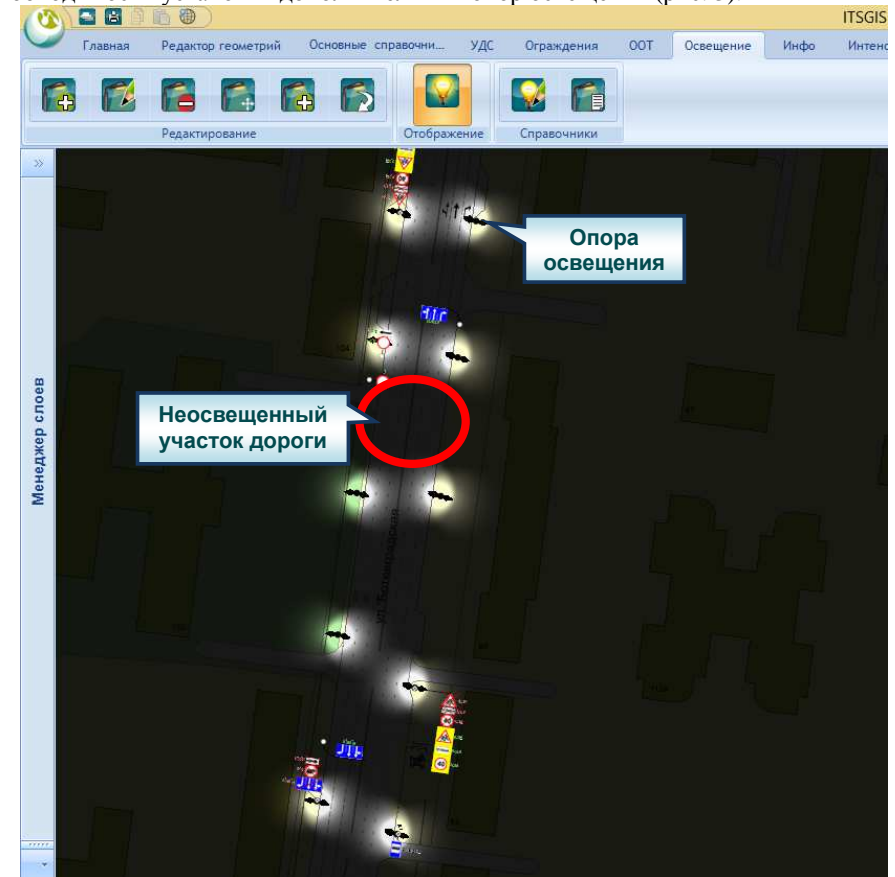 ITSGIS
Главная Редактор геометрий Основные справочни... УДС Ограждения ООТ Освещение Инфо
Редактирование Отображение Справочники
Опора
освещения
Неосвещенный
участок дороги
Менеджер слоев